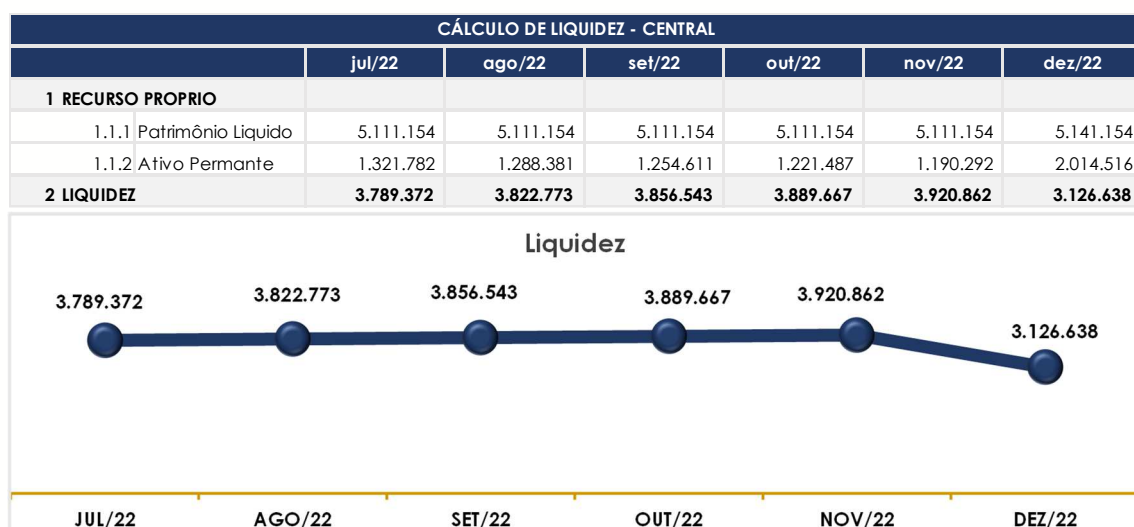 CÁLCULO DE LIQUIDEZ - CENTRAL
jul/22 ago/22 set/22 out/22 nov/22 dez/22
1 RECURSO PROPRIO
1.1.1 Patrimônio Liquido 5.111.154 5.111.154 5.111.154 5.111.154 5.111.154 5.141.154
1.1.2 Ativo Permante 1.321.782 1.288.381 1.254.611 1.221.487 1.190.292 2.014.516
2 LIQUIDEZ 3.789.372 3.822.773 3.856.543 3.889.667 3.920.862 3.126.638
Liquidez
3.789.372 3.822.773 3.856.543 3.889.667 3.920.862 3.126.638
JUL/22 AGO/22 SET/22 OUT/22 NOV/22 DEZ/22